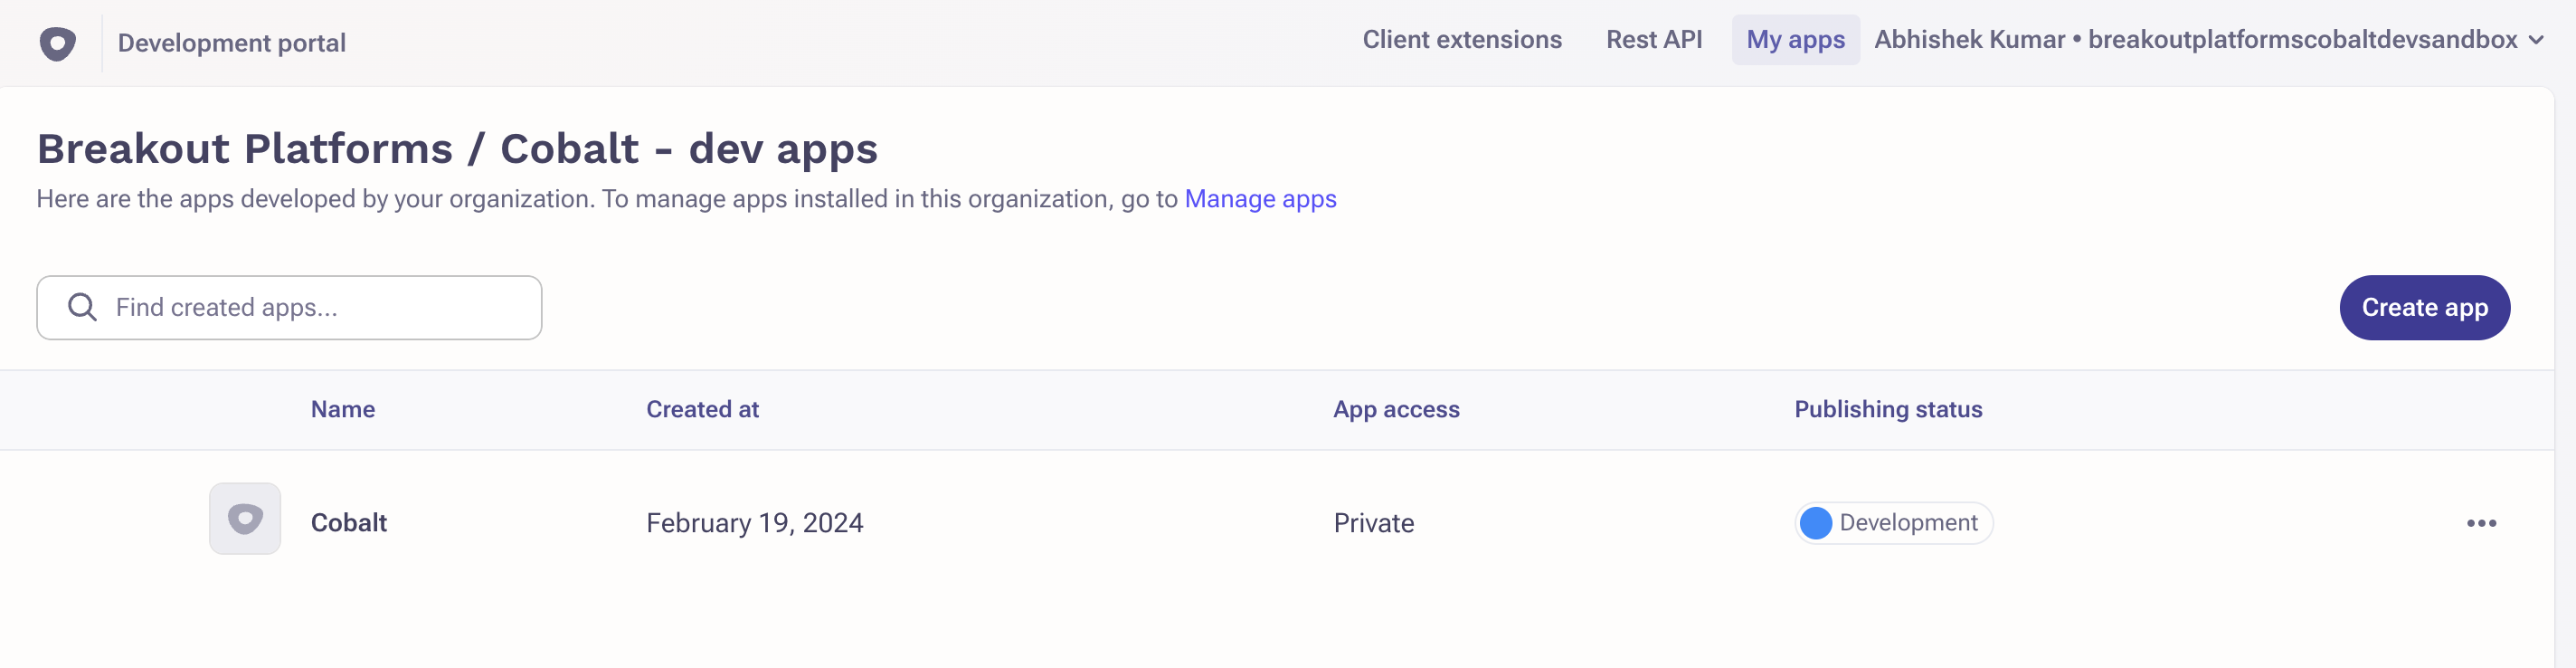 Development portal
Client extensions
Rest API
My apps
Abhishek Kumar • breakoutplatformscobaltdevsandbox
Breakout Platforms / Cobalt - dev apps
Here are the apps developed by your organization. To manage apps installed in this organization, go to Manage apps
Find created apps...
Create app
Name
Created at
App access
Publishing status
Cobalt
February 19, 2024
Private
Development